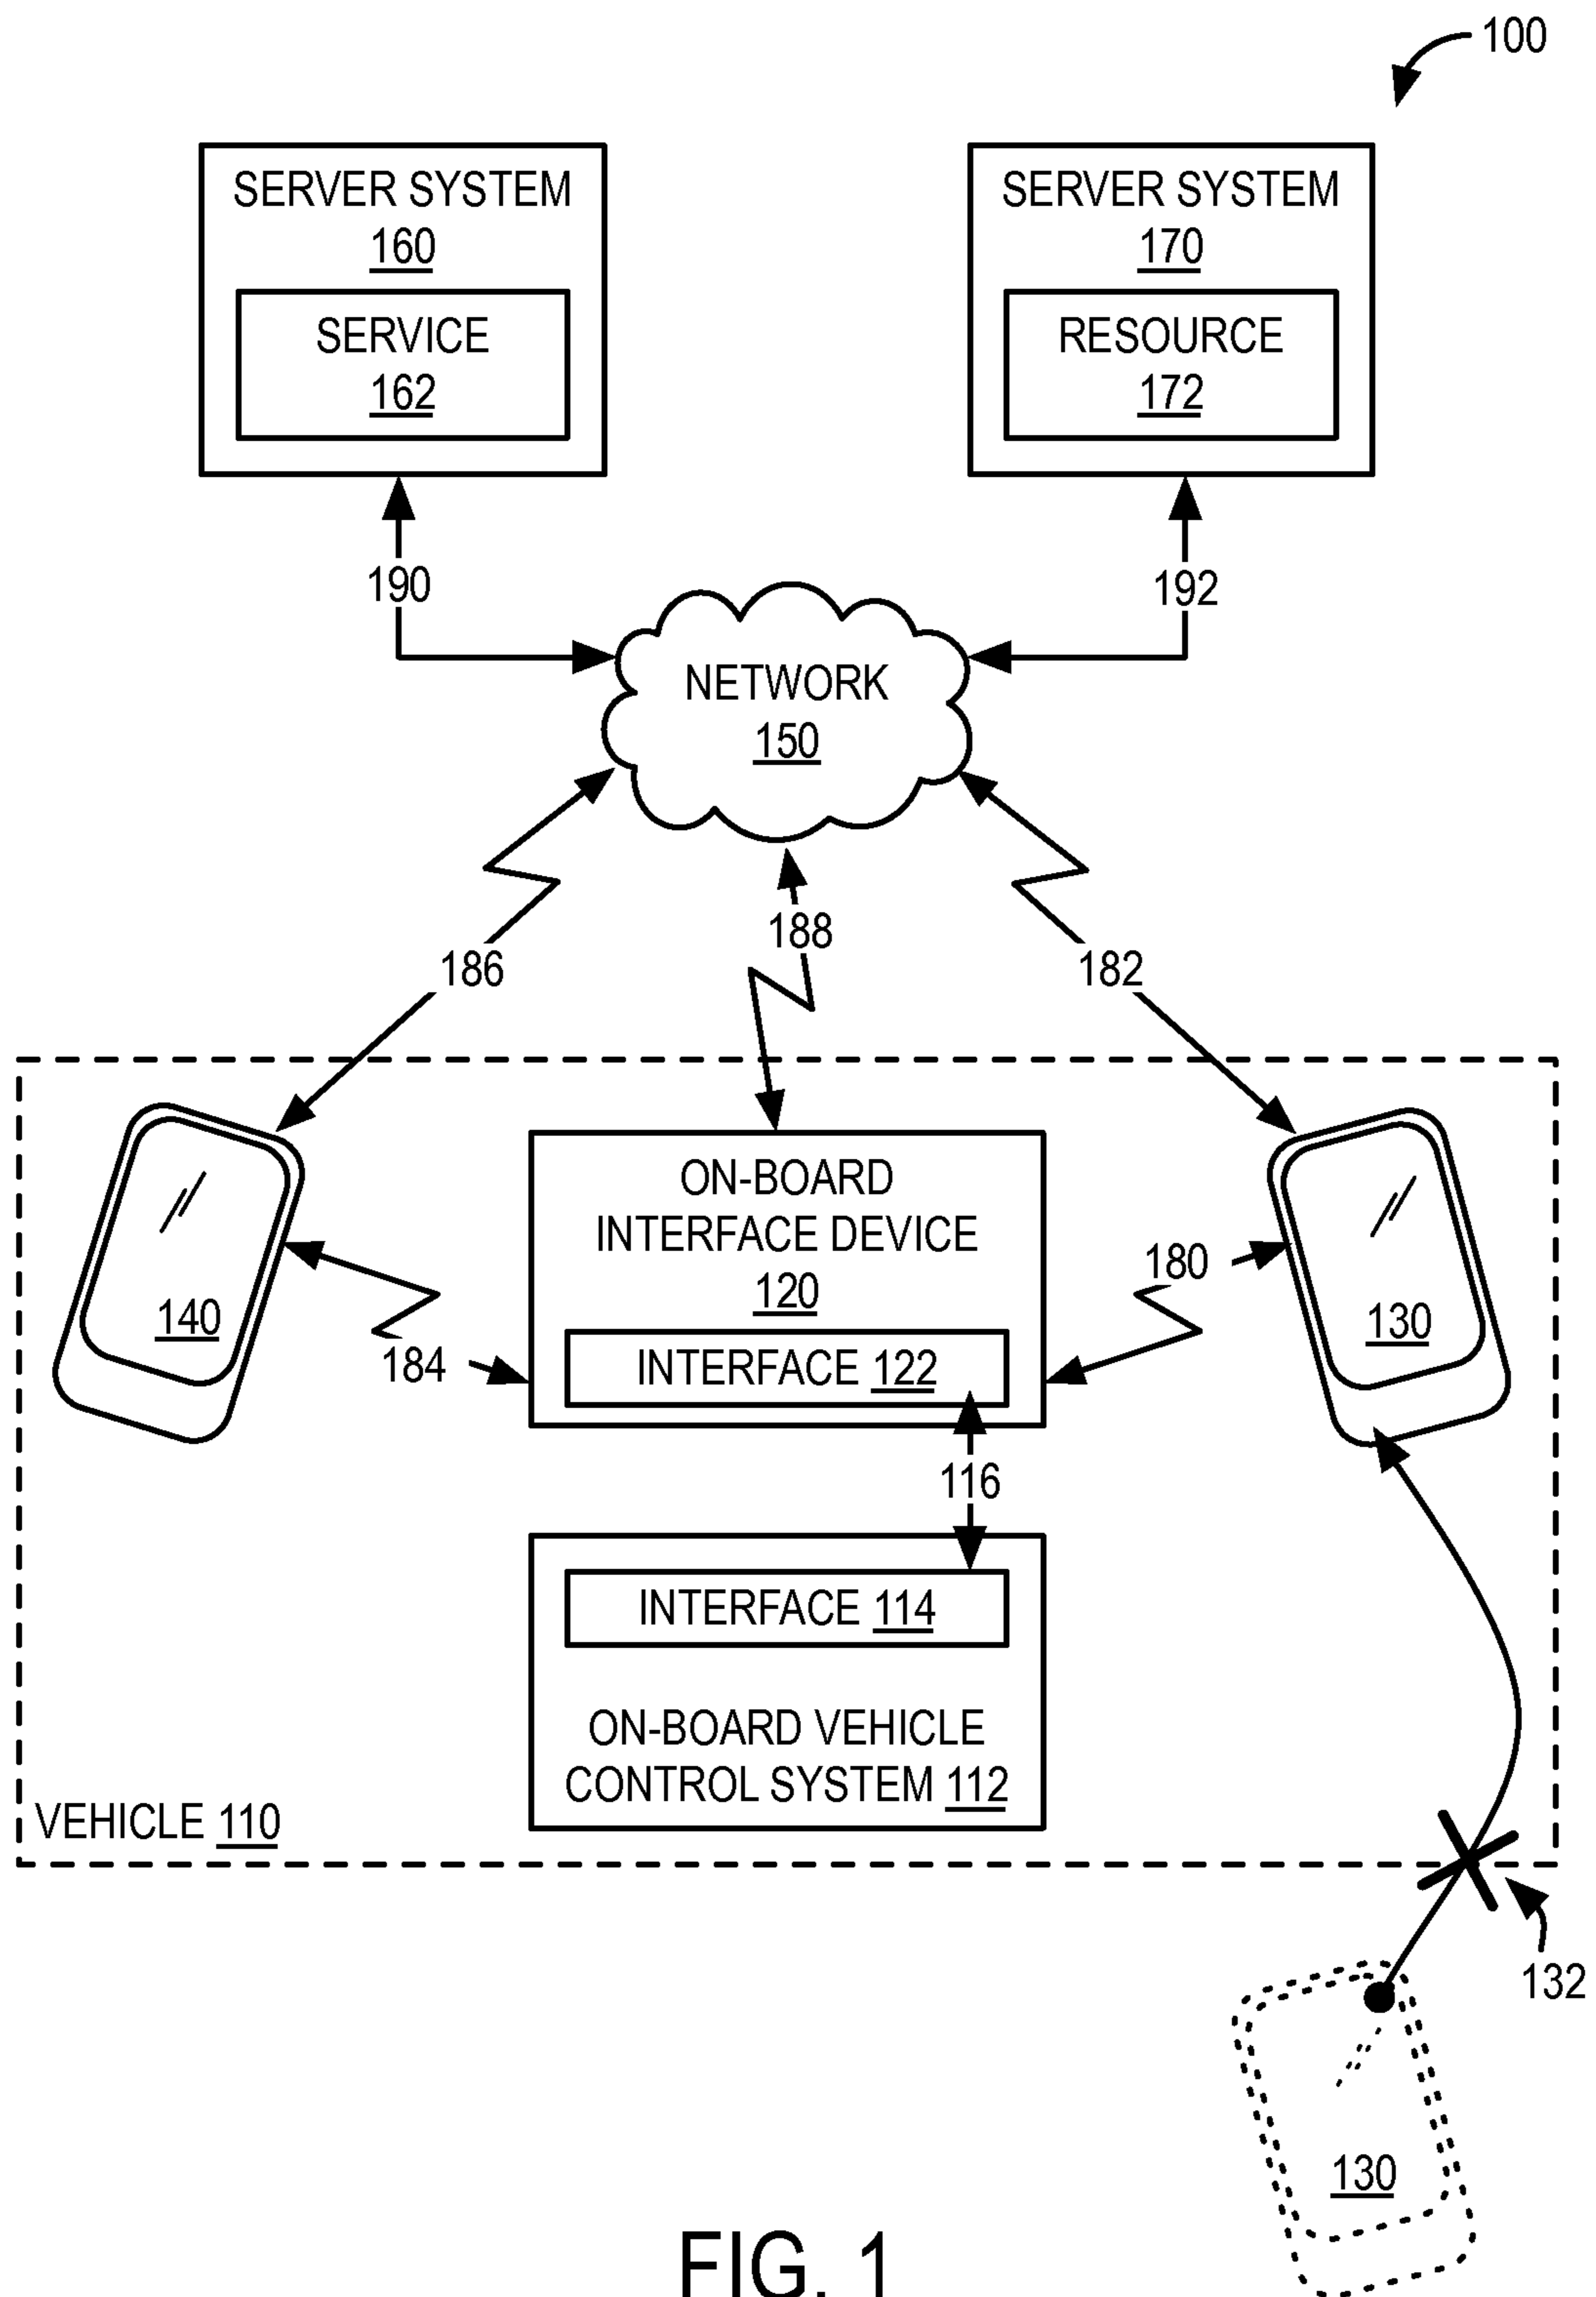 100
SERVER SYSTEM
160
SERVICE
162
SERVER SYSTEM
170
RESOURCE
172
190
192
NETWORK
150
186
188
182
ON-BOARD
INTERFACE DEVICE
120
INTERFACE 122
140
184
180
130
116
INTERFACE 114
ON-BOARD VEHICLE
CONTROL SYSTEM 112
VEHICLE 110
132
130
FIG. 1